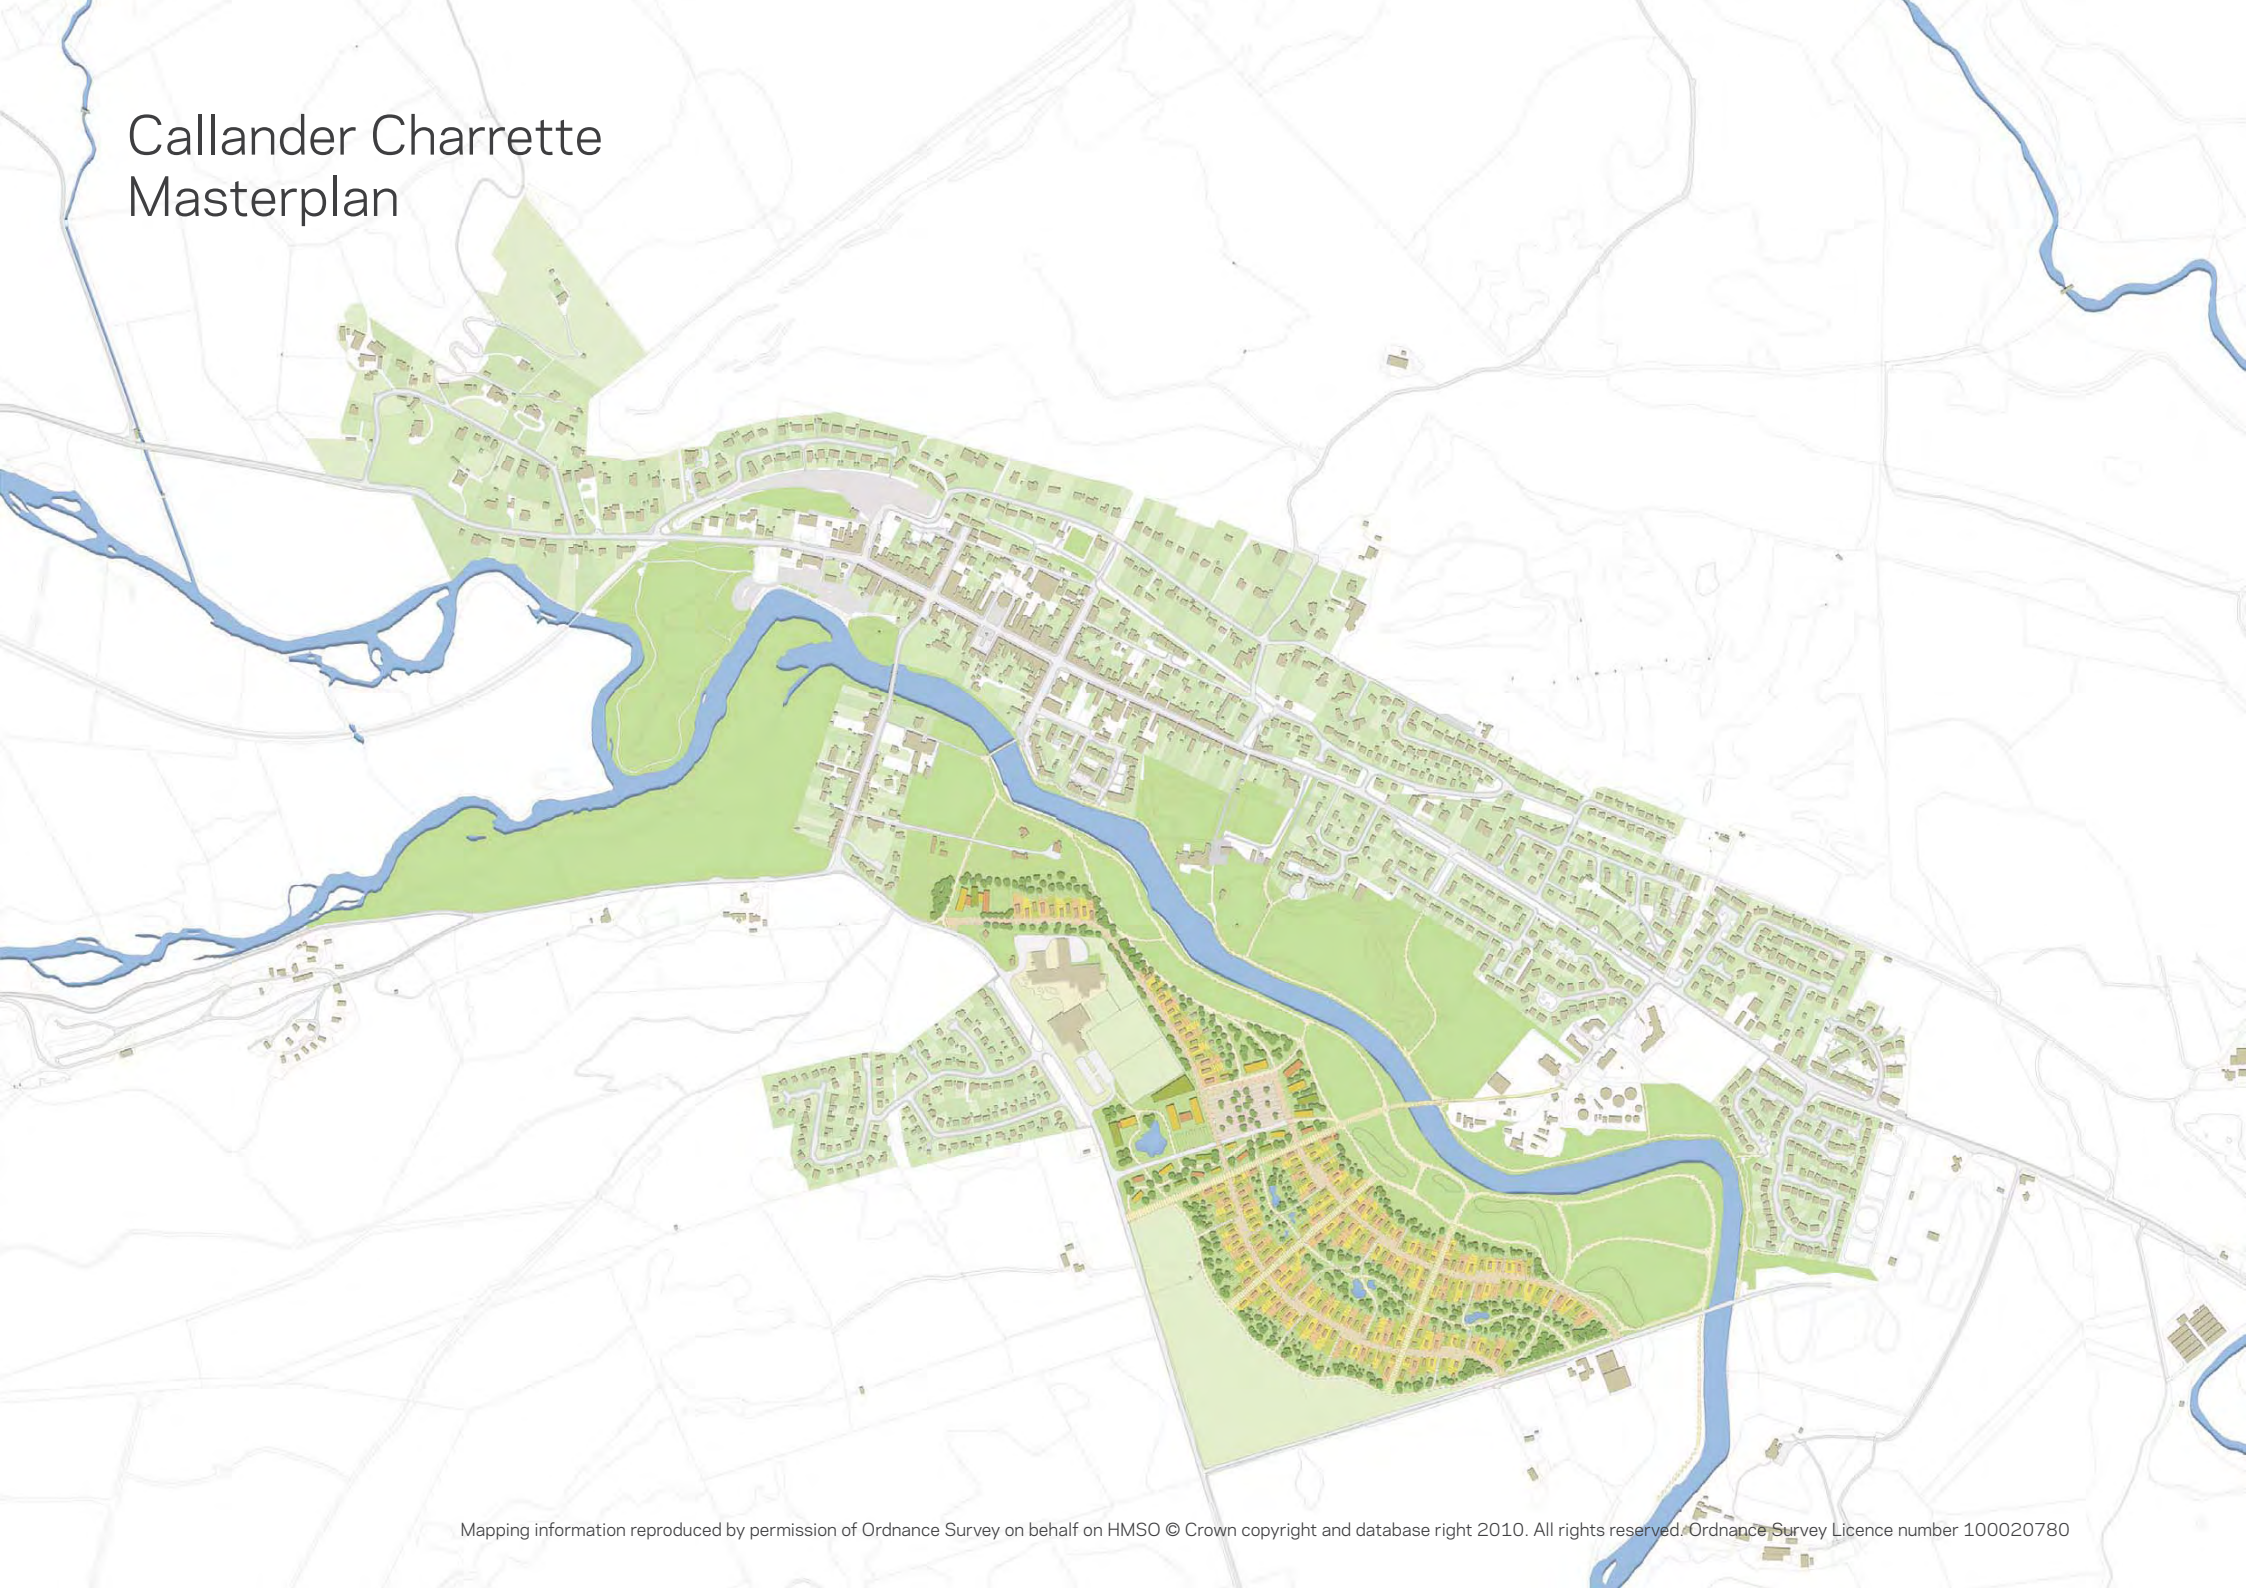 Callander Charrette
Masterplan
Mapping information reproduced by permission of Ordnance Survey on behalf on HMSO © Crown copyright and database right 2010. All rights reserved. Ordnance Survey Licence number 100020780